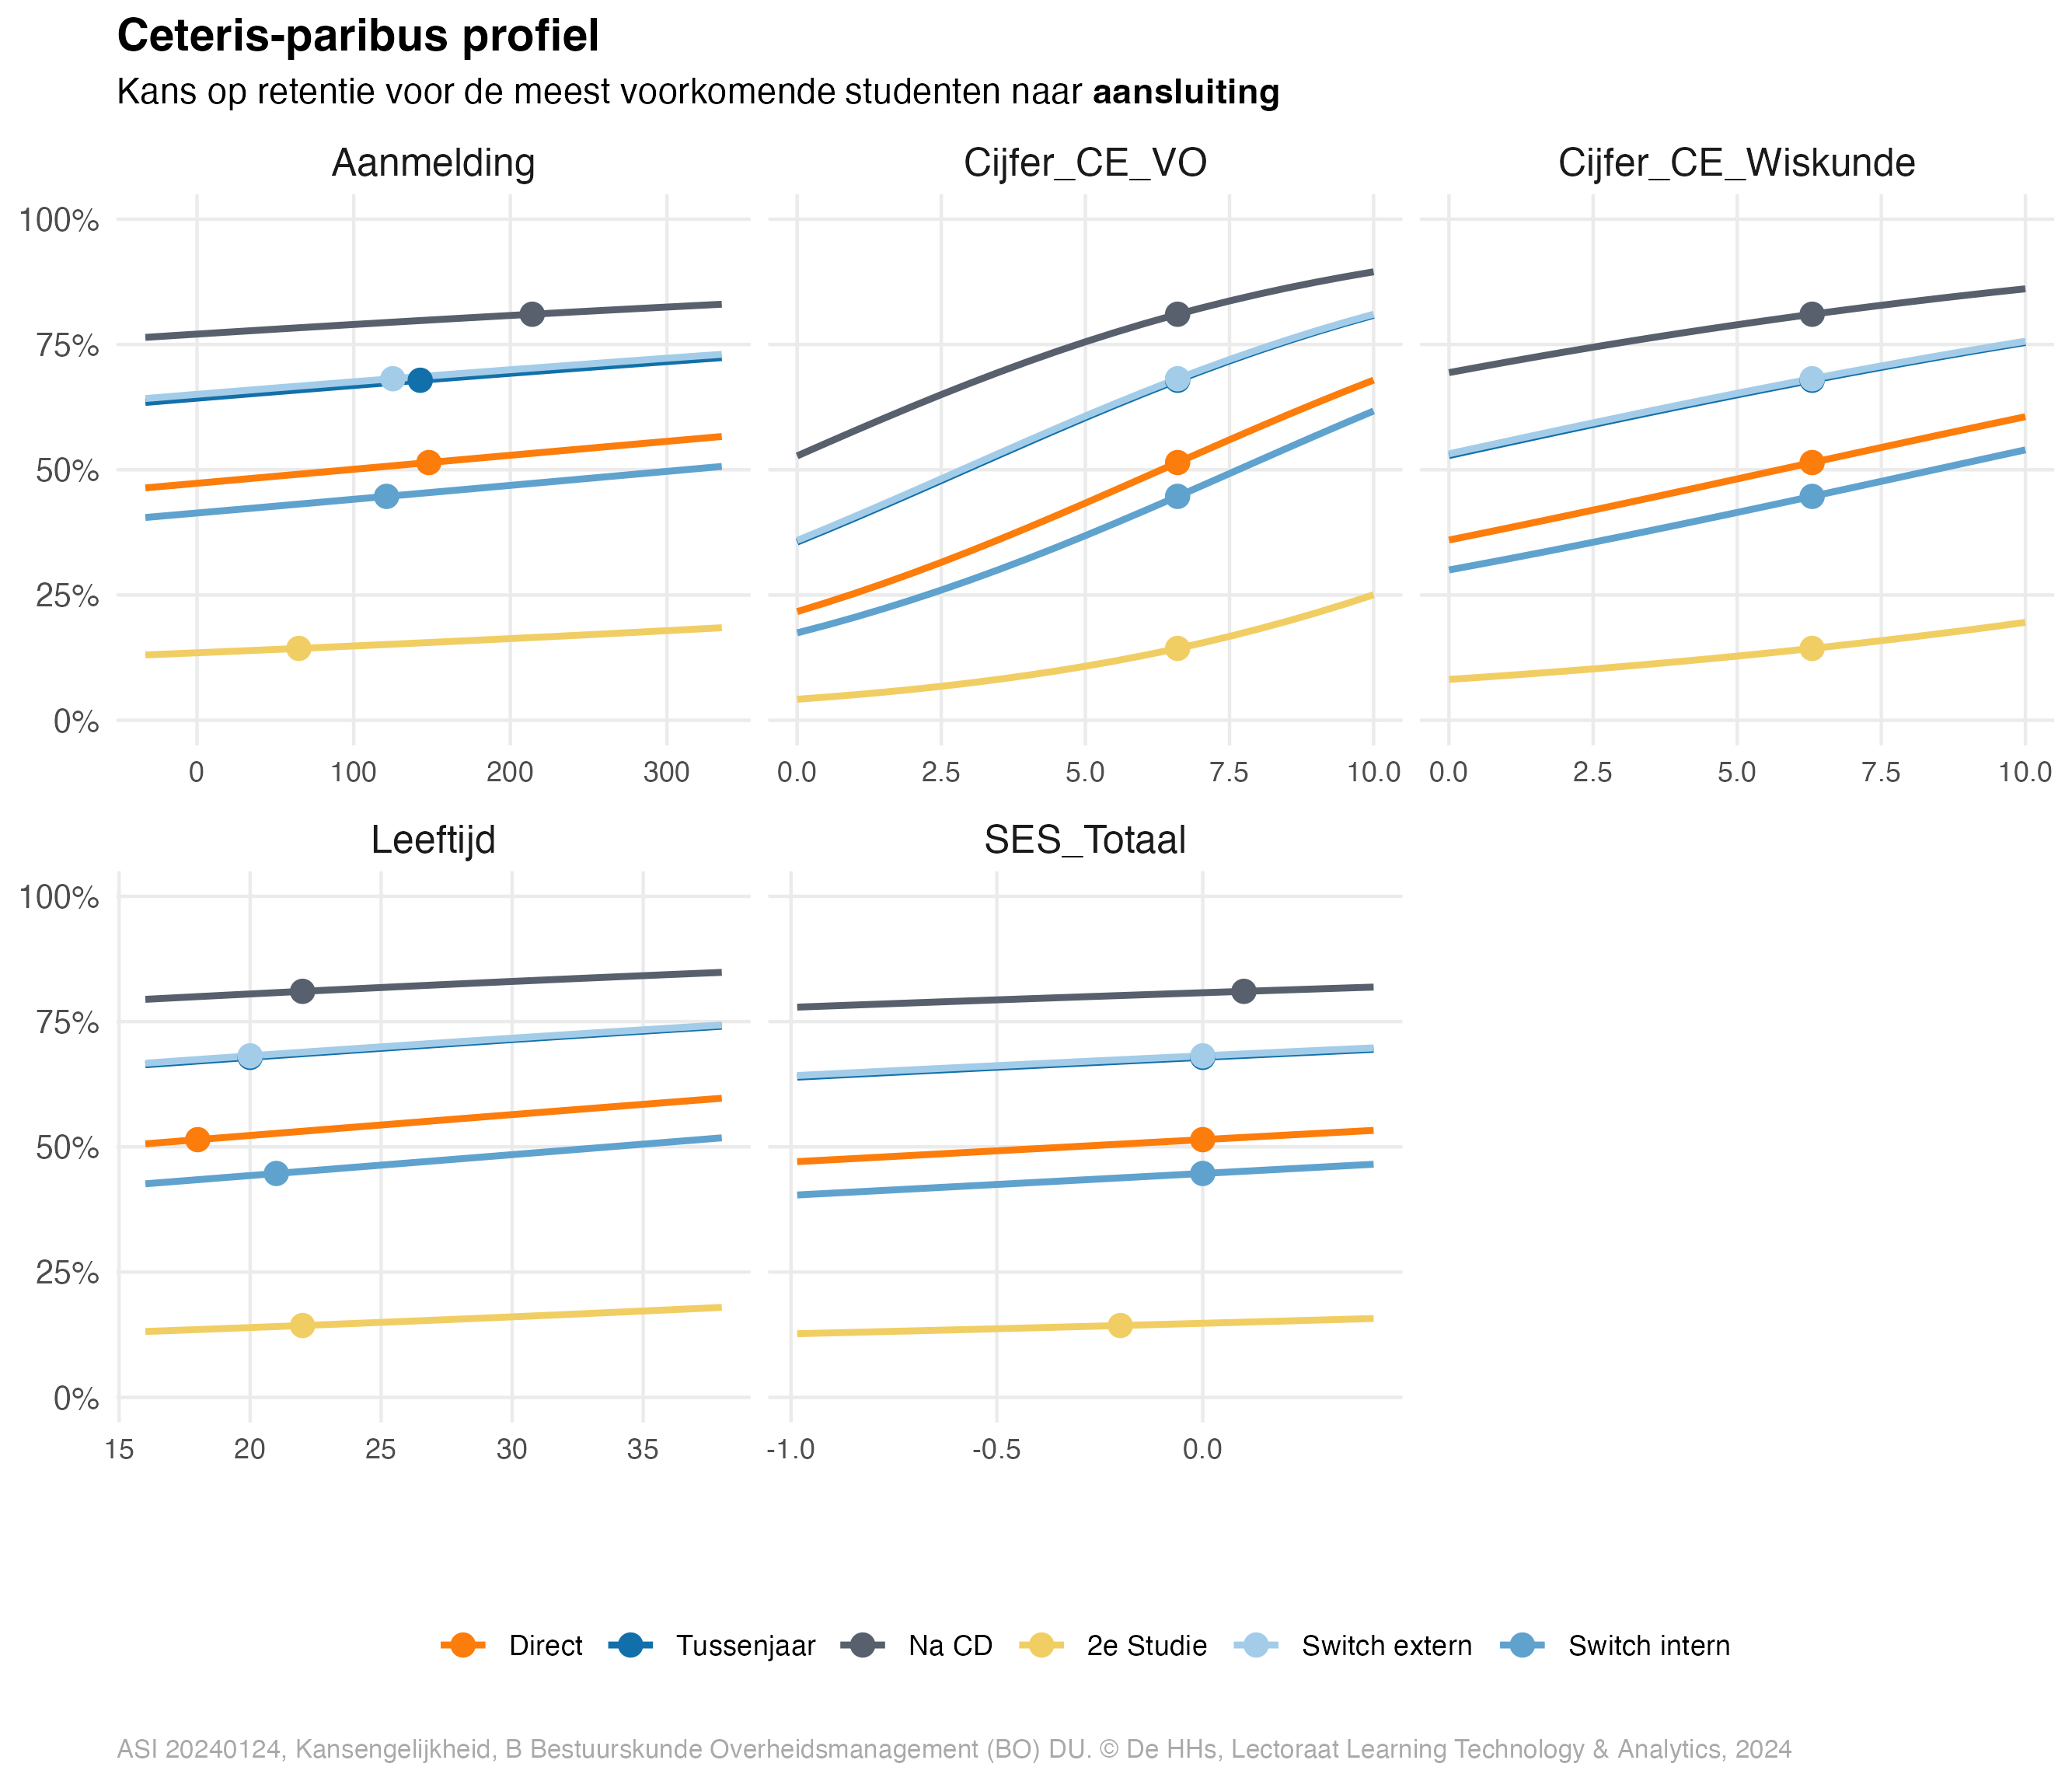 Ceteris-paribus profiel
Kans op retentie voor de meest voorkomende studenten naar aansluiting
Aanmelding
Cijfer_CE_VO
Cijfer_CE_Wiskunde
100%
75%
50%
25%
0%
0 100 200 300
0.0 2.5 5.0 7.5 10.0
0.0 2.5 5.0 7.5 10.0
Leeftijd
SES_Totaal
100%
75%
50%
25%
0%
15 20 25 30 35
-1.0 -0.5 0.0
Direct Tussenjaar Na CD 2e Studie Switch extern Switch intern
ASI 20240124, Kansengelijkheid, B Bestuurskunde Overheidsmanagement (BO) DU. © De HHs, Lectoraat Learning Technology & Analytics, 2024